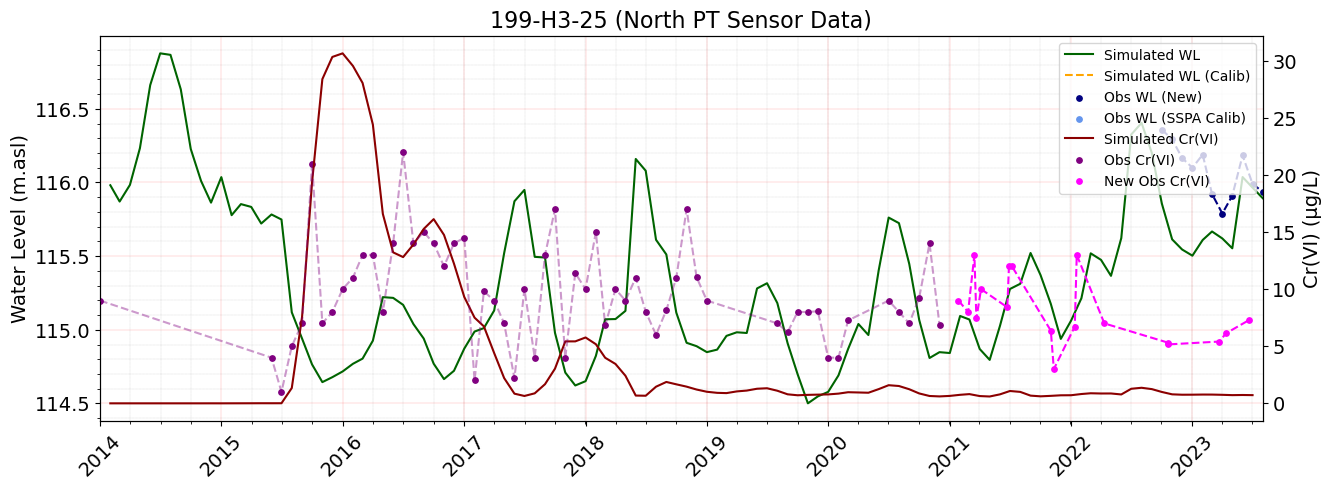 199-H3-25 (North PT Sensor Data)
Water Level (m.asl)
116.5
116.0
115.5
115.0
114.5
Simulated WL
Simulated WL (Calib)
Obs WL (New)
Obs WL (SSPA Calib)
Simulated Cr(VI)
Obs Cr(VI)
New Obs Cr(VI)
30
25
20
15
10
5
0
Cr(VI) (μg/L)
2014 2015 2016 2017 2018 2019 2020 2021 2022 2023